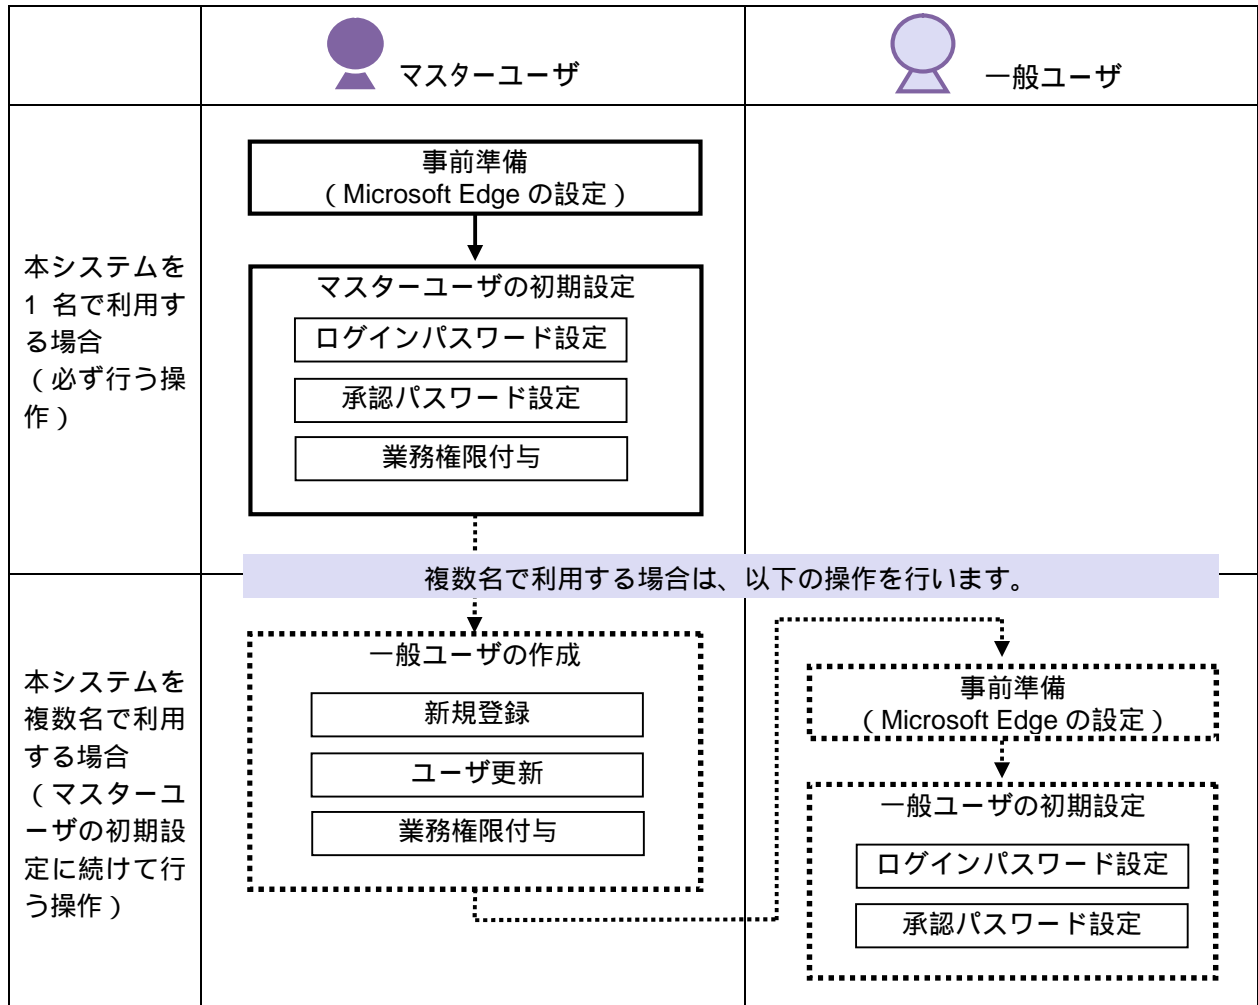 マスターユーザ
一般ユーザ
本システムを
1 名で利用す
る場合
（必ず行う操
作）
事前準備
（Microsoft Edge の設定）
マスターユーザの初期設定
ログインパスワード設定
承認パスワード設定
業務権限付与
複数名で利用する場合は、以下の操作を行います。
本システムを
複数名で利用
する場合
（マスターユ
ーザの初期設
定に続けて行
う操作）
一般ユーザの作成
新規登録
ユーザ更新
業務権限付与
事前準備
（Microsoft Edge の設定）
一般ユーザの初期設定
ログインパスワード設定
承認パスワード設定